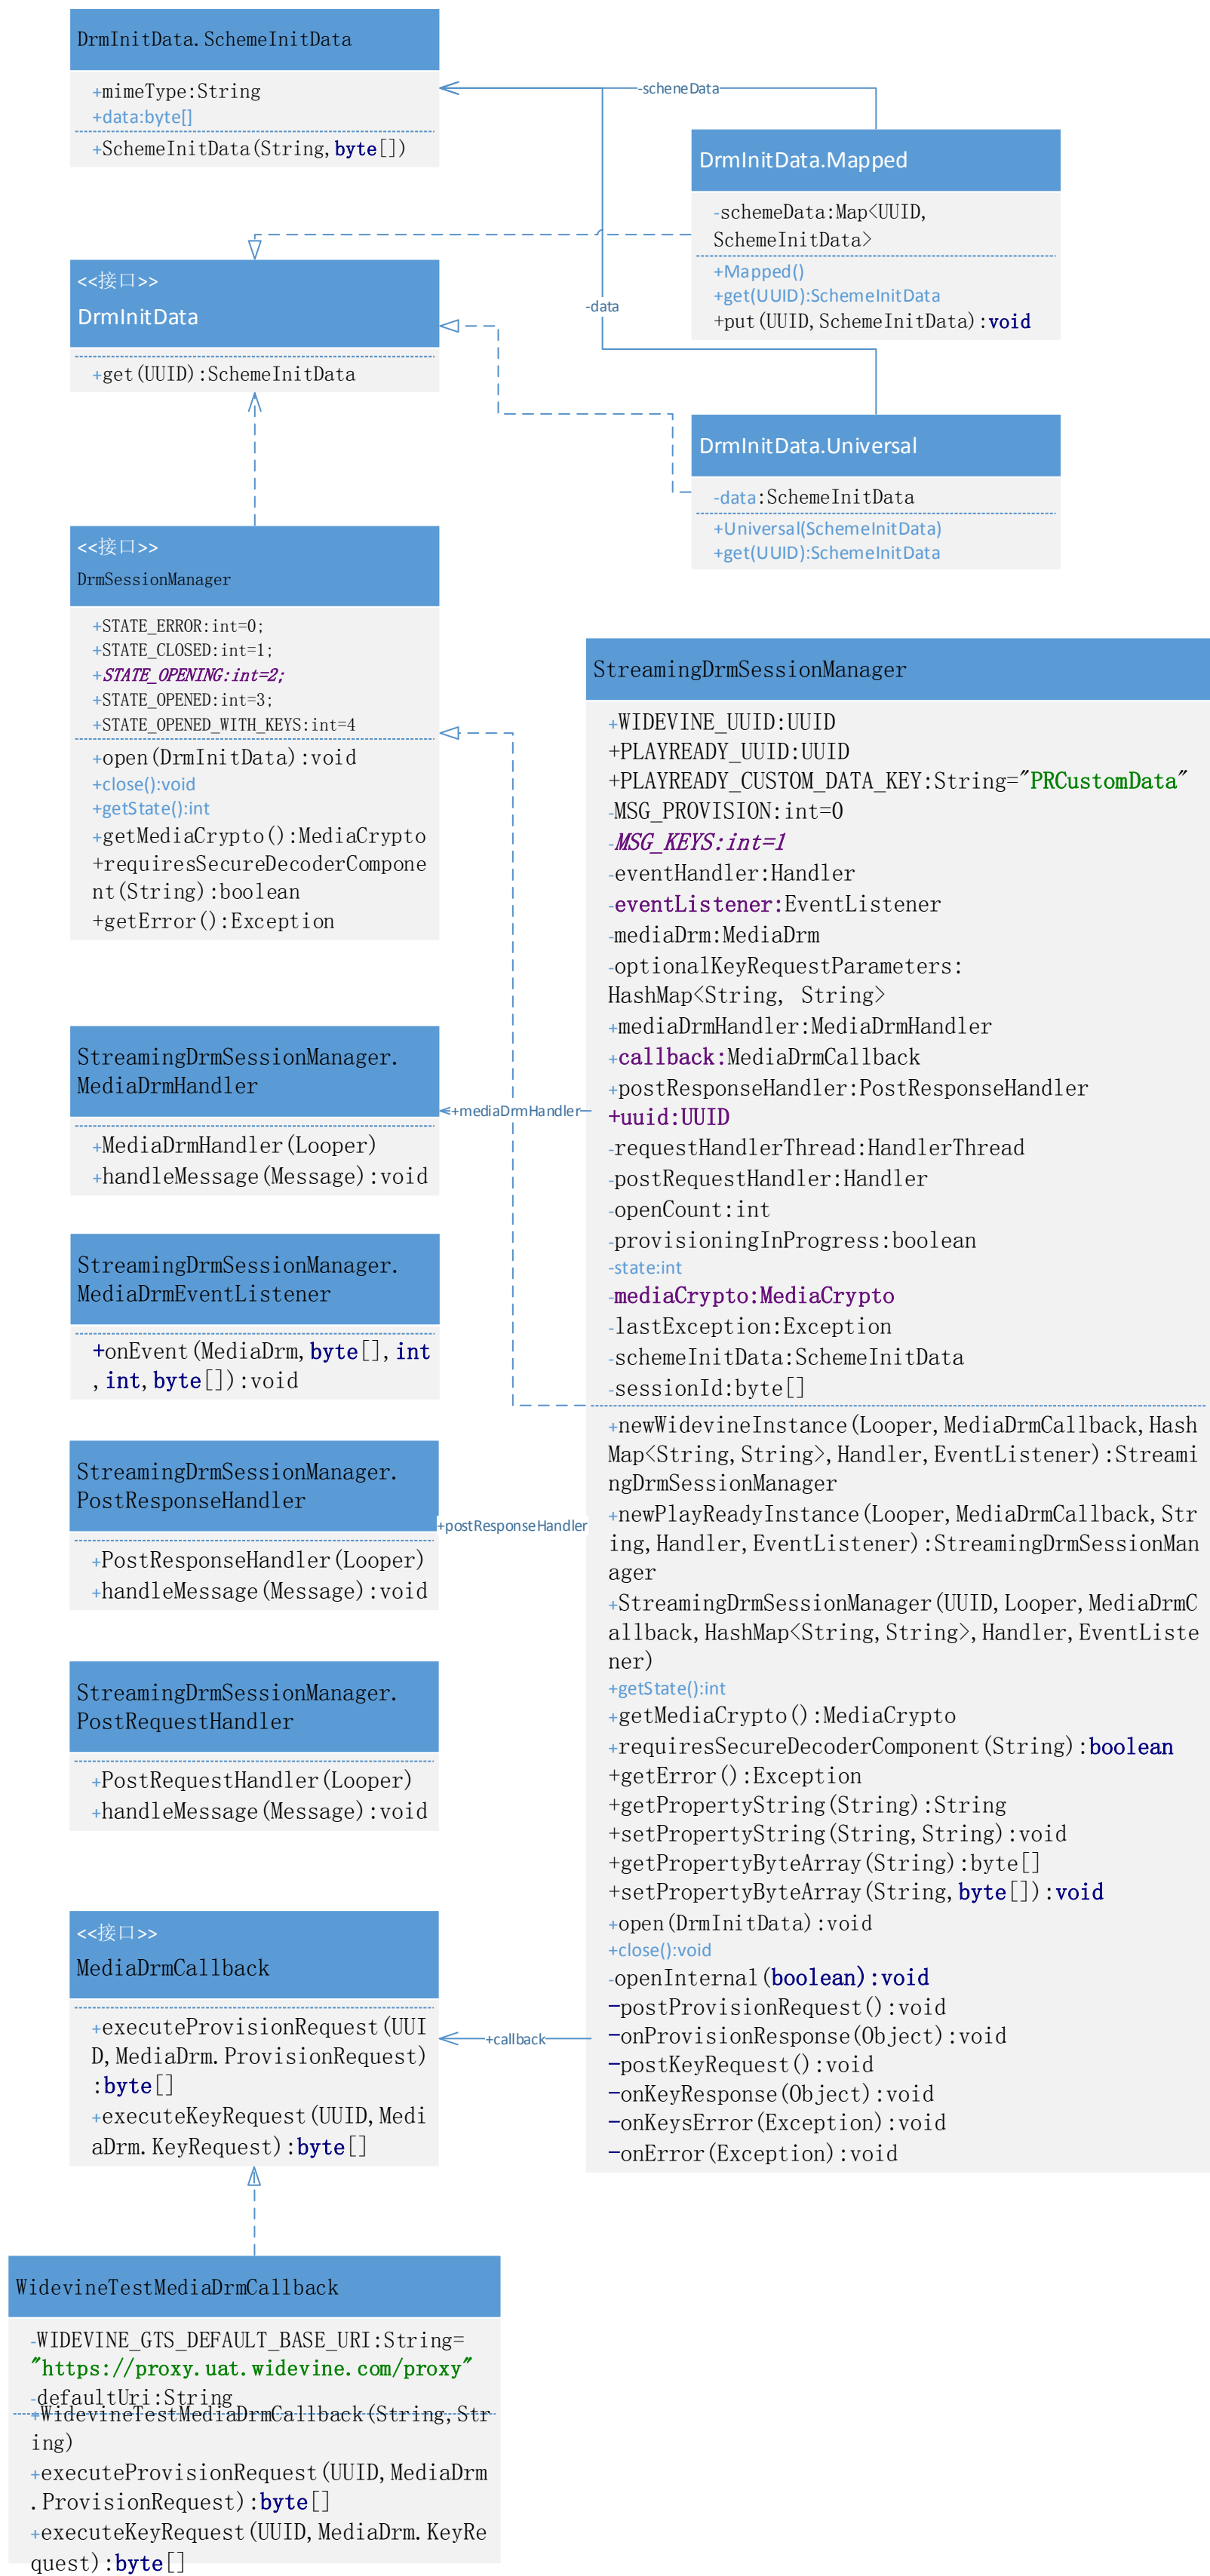 DrmInitData.SchemeInitData
+mimeType:String
+data:byte[]
+SchemeInitData(String,byte[])
-scheneData
DrmInitData.Mapped
-schemeData:Map<UUID,
SchemeInitData>
+Mapped()
+get(UUID):SchemeInitData
+put(UUID,SchemeInitData):void
<<接口>>
DrmInitData
+get(UUID):SchemeInitData
-data
DrmInitData.Universal
-data:SchemeInitData
+Universal(SchemeInitData)
+get(UUID):SchemeInitData
<<接口>>
DrmSessionManager
+STATE_ERROR:int=0;
+STATE_CLOSED:int=1;
+STATE_OPENING:int=2;
+STATE_OPENED:int=3;
+STATE_OPENED_WITH_KEYS:int=4
+open(DrmInitData):void
+close():void
+getState():int
+getMediaCrypto():MediaCrypto
+requiresSecureDecoderCompone
nt(String):boolean
+getError():Exception
StreamingDrmSessionManager
+WIDEVINE_UUID:UUID
+PLAYREADY_UUID:UUID
+PLAYREADY_CUSTOM_DATA_KEY:String="PRCustomData"
-MSG_PROVISION:int=0
-MSG_KEYS:int=1
-eventHandler:Handler
-eventListener:EventListener
-mediaDrm:MediaDrm
-optionalKeyRequestParameters:
HashMap<String, String>
+mediaDrmHandler:MediaDrmHandler
+callback:MediaDrmCallback
+postResponseHandler:PostResponseHandler
+uuid:UUID
-requestHandlerThread:HandlerThread
-postRequestHandler:Handler
-openCount:int
-provisioningInProgress:boolean
-state:int
-mediaCrypto:MediaCrypto
-lastException:Exception
-schemeInitData:SchemeInitData
-sessionId:byte[]
+newWidevineInstance(Looper,MediaDrmCallback,Hash
Map<String,String>,Handler,EventListener):Streami
ngDrmSessionManager
+newPlayReadyInstance(Looper,MediaDrmCallback,Str
ing,Handler,EventListener):StreamingDrmSessionMan
ager
+StreamingDrmSessionManager(UUID,Looper,MediaDrmC
allback,HashMap<String,String>,Handler,EventListe
ner)
+getState():int
+getMediaCrypto():MediaCrypto
+requiresSecureDecoderComponent(String):boolean
+getError():Exception
+getPropertyString(String):String
+setPropertyString(String,String):void
+getPropertyByteArray(String):byte[]
+setPropertyByteArray(String,byte[]):void
+open(DrmInitData):void
+close():void
-openInternal(boolean):void
-postProvisionRequest():void
-onProvisionResponse(Object):void
-postKeyRequest():void
-onKeyResponse(Object):void
-onKeysError(Exception):void
-onError(Exception):void
StreamingDrmSessionManager.
MediaDrmHandler
+MediaDrmHandler(Looper)
+handleMessage(Message):void
+mediaDrmHandler
StreamingDrmSessionManager.
MediaDrmEventListener
+onEvent(MediaDrm,byte[],int
,int,byte[]):void
StreamingDrmSessionManager.
PostResponseHandler
+PostResponseHandler(Looper)
+handleMessage(Message):void
+postResponseHandler
StreamingDrmSessionManager.
PostRequestHandler
+PostRequestHandler(Looper)
+handleMessage(Message):void
<<接口>>
MediaDrmCallback
+executeProvisionRequest(UUI
D,MediaDrm.ProvisionRequest)
:byte[]
+executeKeyRequest(UUID,Medi
aDrm.KeyRequest):byte[]
+callback
WidevineTestMediaDrmCallback
-WIDEVINE_GTS_DEFAULT_BASE_URI:String=
"https://proxy.uat.widevine.com/proxy"
-defaultUri:String
+WidevineTestMediaDrmCallback(String,Str
ing)
+executeProvisionRequest(UUID,MediaDrm
.ProvisionRequest):byte[]
+executeKeyRequest(UUID,MediaDrm.KeyRe
quest):byte[]